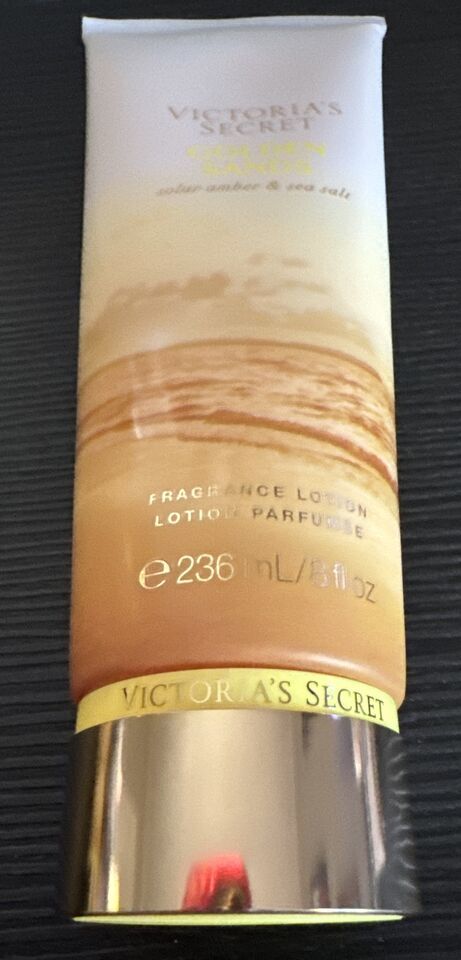 VICTORIA'S
SECRET
GOLDEN
SANDS
solar amber & sea salt
FRAGRANCE LOTION
LOTION PARFUMÉE
℮ 236 mL/8 fl oz
VICTORIA'S SECRET